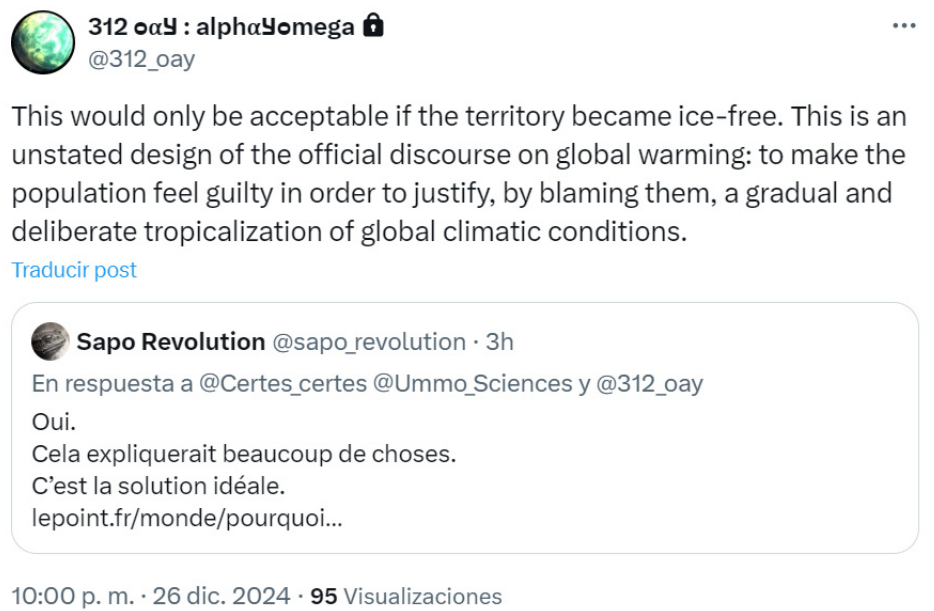 312 oαy : alphαyomega
@312_oay
This would only be acceptable if the territory became ice-free. This is an
unstated design of the official discourse on global warming: to make the
population feel guilty in order to justify, by blaming them, a gradual and
deliberate tropicalization of global climatic conditions.
Traducir post
Sapo Revolution @sapo_revolution · 3h
En respuesta a @Certes_certes @Ummo_Sciences y @312_oay
Oui.
Cela expliquerait beaucoup de choses.
C’est la solution idéale.
lepoint.fr/monde/pourquoi...
10:00 p. m. · 26 dic. 2024 · 95 Visualizaciones